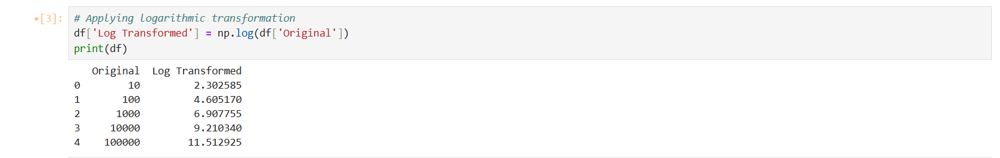 •[3]: # Applying logarithmic transformation
df['Log Transformed'] = np.log(df['Original'])
print(df)
Original Log Transformed
0 10 2.302585
1 100 4.605170
2 1000 6.907755
3 10000 9.210340
4 100000 11.512925